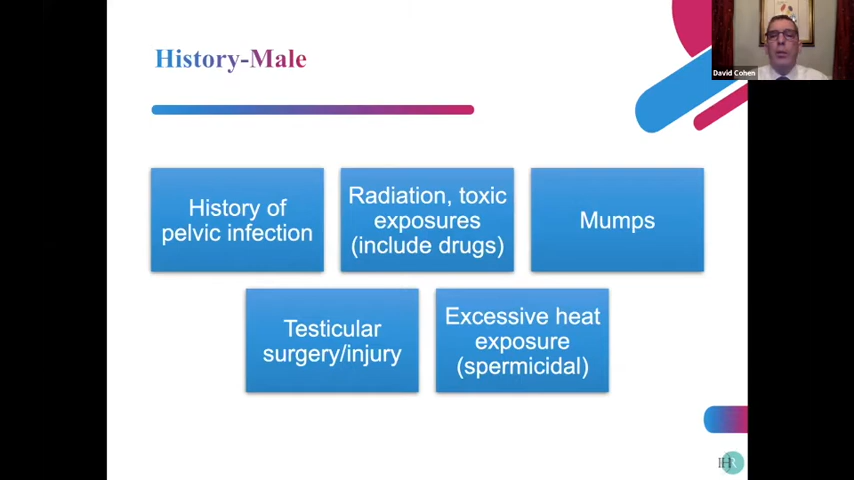 History-Male
David Cohen
History of
pelvic infection
Radiation, toxic
exposures
(include drugs)
Mumps
Testicular
surgery/injury
Excessive heat
exposure
(spermicidal)